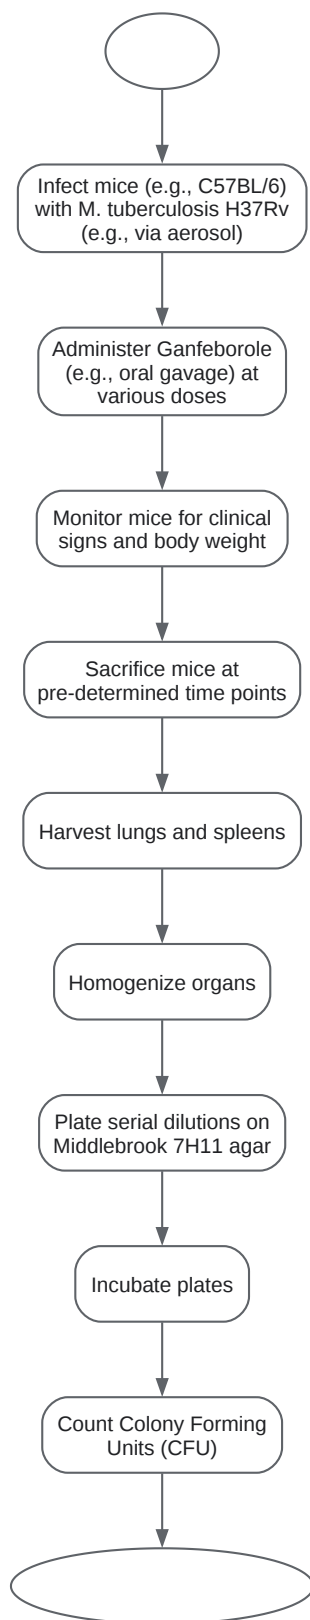 Infect mice (e.g., C57BL/6)
with M. tuberculosis H37Rv
(e.g., via aerosol)
Administer Ganfeborole
(e.g., oral gavage) at
various doses
Monitor mice for clinical
signs and body weight
Sacrifice mice at
pre-determined time points
Harvest lungs and spleens
Homogenize organs
Plate serial dilutions on
Middlebrook 7H11 agar
Incubate plates
Count Colony Forming
Units (CFU)